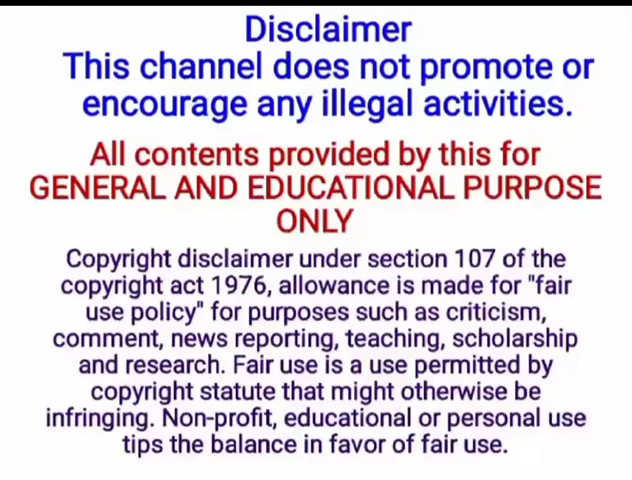 Disclaimer
This channel does not promote or
encourage any illegal activities.
All contents provided by this for
GENERAL AND EDUCATIONAL PURPOSE
ONLY
Copyright disclaimer under section 107 of the
copyright act 1976, allowance is made for "fair
use policy" for purposes such as criticism,
comment, news reporting, teaching, scholarship
and research. Fair use is a use permitted by
copyright statute that might otherwise be
infringing. Non-profit, educational or personal use
tips the balance in favor of fair use.